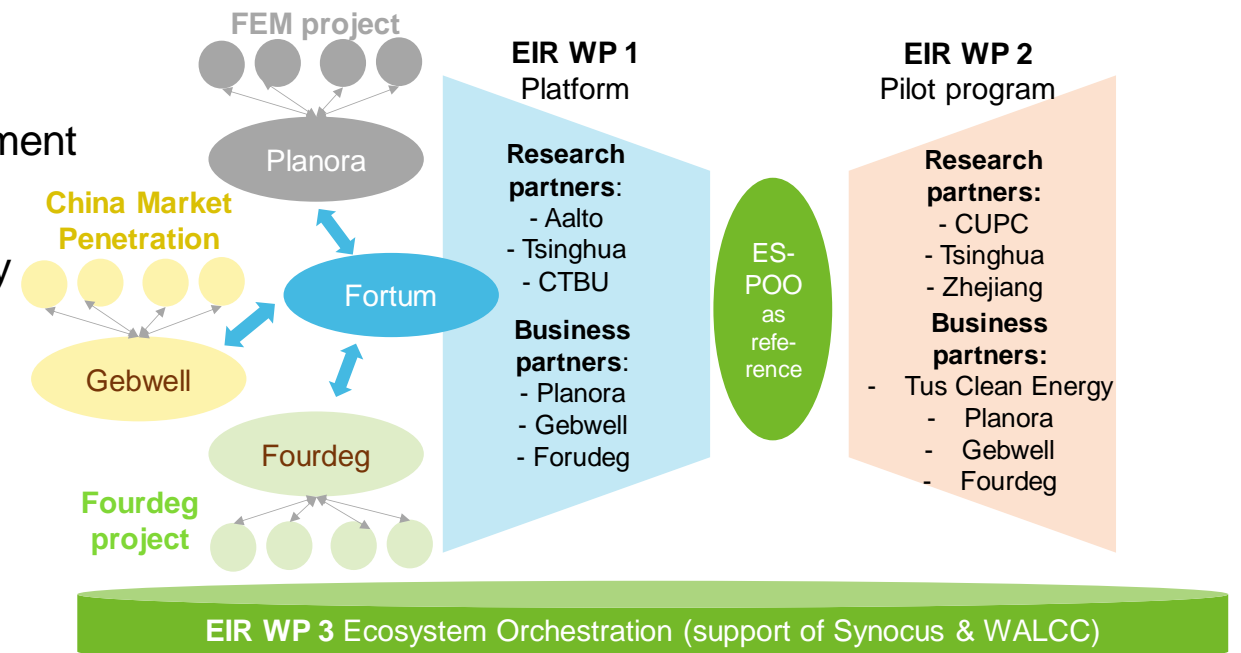 FEM project
Planora
ment
China Market
Penetration
y
Gebwell
Fortum
Fourdeg
Fourdeg
project
EIR WP 1
Platform
Research
partners:
- Aalto
- Tsinghua
- CTBU
Business
partners:
- Planora
- Gebwell
- Forudeg
ES-
POO
as
refe-
rence
EIR WP 2
Pilot program
Research
partners:
- CUPC
- Tsinghua
- Zhejiang
Business
partners:
- Tus Clean Energy
- Planora
- Gebwell
- Fourdeg
EIR WP 3 Ecosystem Orchestration (support of Synocus & WALCC)